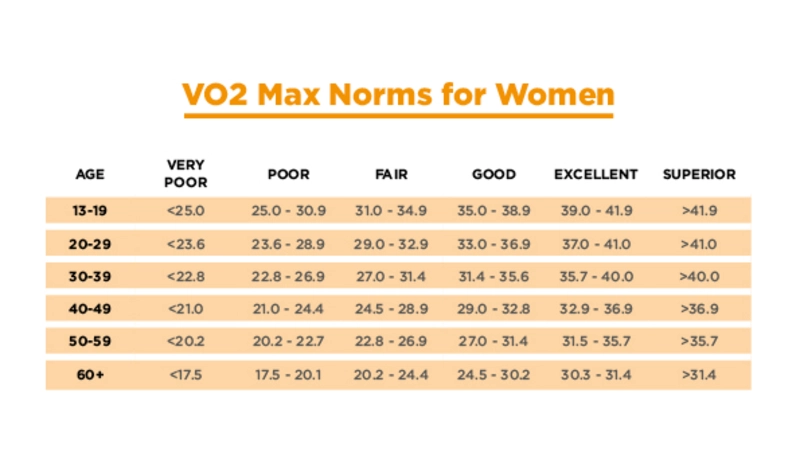 VO2 Max Norms for Women
AGE VERY POOR POOR FAIR GOOD EXCELLENT SUPERIOR
13-19 <25.0 25.0 - 30.9 31.0 - 34.9 35.0 - 38.9 39.0 - 41.9 >41.9
20-29 <23.6 23.6 - 28.9 29.0 - 32.9 33.0 - 36.9 37.0 - 41.0 >41.0
30-39 <22.8 22.8 - 26.9 27.0 - 31.4 31.4 - 35.6 35.7 - 40.0 >40.0
40-49 <21.0 21.0 - 24.4 24.5 - 28.9 29.0 - 32.8 32.9 - 36.9 >36.9
50-59 <20.2 20.2 - 22.7 22.8 - 26.9 27.0 - 31.4 31.5 - 35.7 >35.7
60+ <17.5 17.5 - 20.1 20.2 - 24.4 24.5 - 30.2 30.3 - 31.4 >31.4